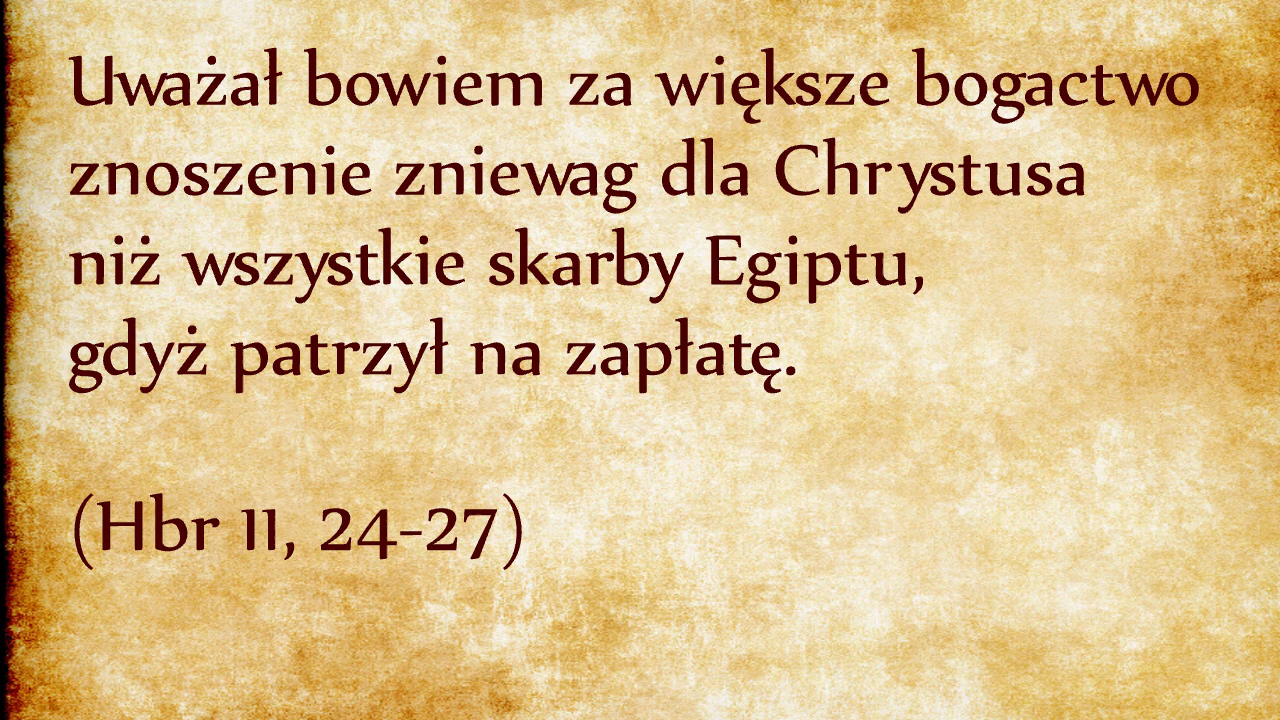 Uważał bowiem za większe bogactwo
znoszenie zniewag dla Chrystusa
niż wszystkie skarby Egiptu,
gdyż patrzył na zapłatę.
(Hbr 11, 24-27)